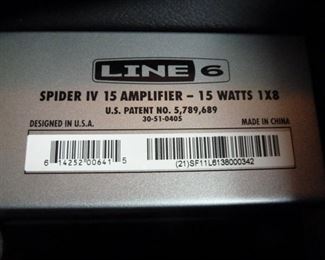 LINE 6
SPIDER IV 15 AMPLIFIER – 15 WATTS 1X8
U.S. PATENT NO. 5,789,689
30-51-0405
DESIGNED IN U.S.A.
MADE IN CHINA
6 14252 00641 5
(21)SF11L6138000342